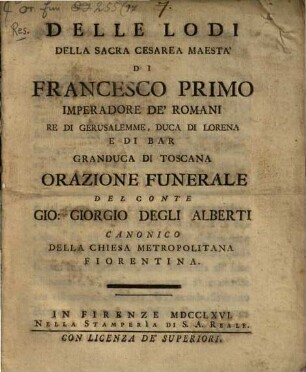 Res.
DELLE LODI
DELLA SACRA CESAREA MAESTA'
DI
FRANCESCO PRIMO
IMPERADORE DE' ROMANI
RE DI GERUSALEMME, DUCA DI LORENA
E DI BAR
GRANDUCA DI TOSCANA
ORAZIONE FUNERALE
DEL CONTE
GIO: GIORGIO DEGLI ALBERTI
CANONICO
DELLA CHIESA METROPOLITANA
FIORENTINA.
IN FIRENZE MDCCLXVI.
NELLA STAMPERIA DI S. A. REALE.
CON LICENZA DE' SUPERIORI.